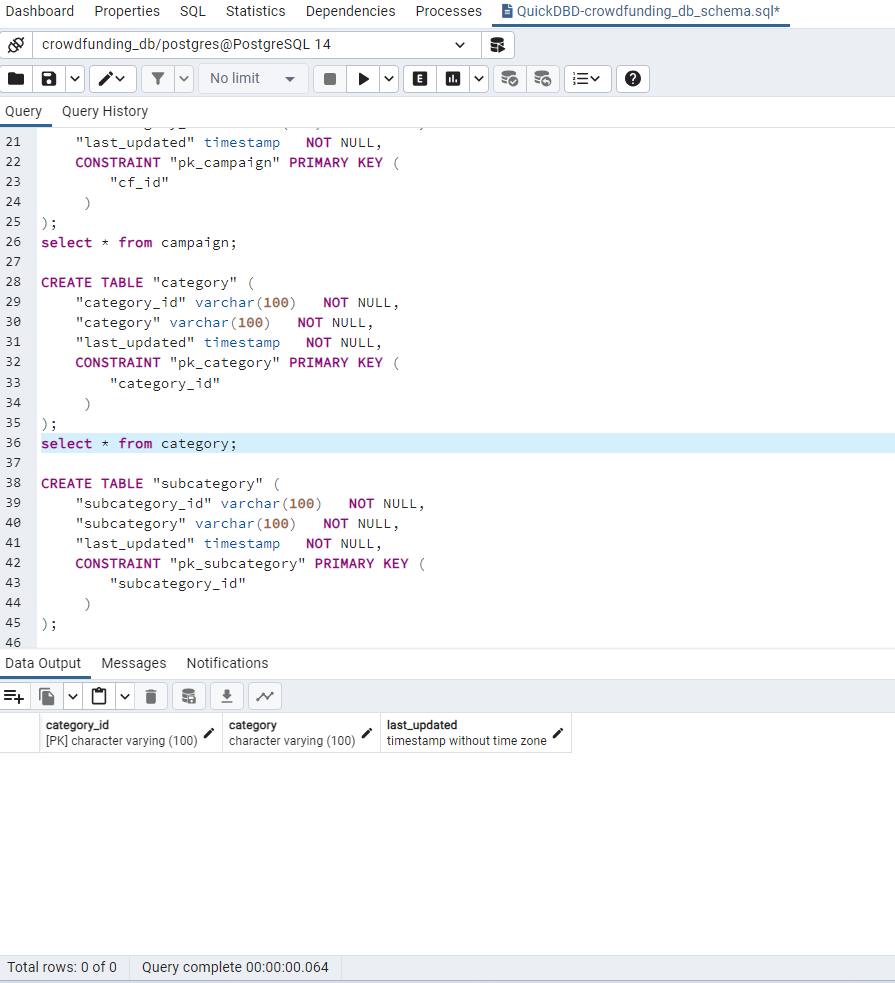 Dashboard Properties SQL Statistics Dependencies Processes QuickDBD-crowdfunding_db_schema.sql*
crowdfunding_db/postgres@PostgreSQL 14
No limit E
Query Query History
21 "last_updated" timestamp NOT NULL,
22 CONSTRAINT "pk_campaign" PRIMARY KEY (
23 "cf_id"
24 )
25 );
26 select * from campaign;
27
28 CREATE TABLE "category" (
29 "category_id" varchar(100) NOT NULL,
30 "category" varchar(100) NOT NULL,
31 "last_updated" timestamp NOT NULL,
32 CONSTRAINT "pk_category" PRIMARY KEY (
33 "category_id"
34 )
35 );
36 select * from category;
37
38 CREATE TABLE "subcategory" (
39 "subcategory_id" varchar(100) NOT NULL,
40 "subcategory" varchar(100) NOT NULL,
41 "last_updated" timestamp NOT NULL,
42 CONSTRAINT "pk_subcategory" PRIMARY KEY (
43 "subcategory_id"
44 )
45 );
46
Data Output Messages Notifications
category_id category last_updated
[PK] character varying (100) character varying (100) timestamp without time zone
Total rows: 0 of 0 Query complete 00:00:00.064